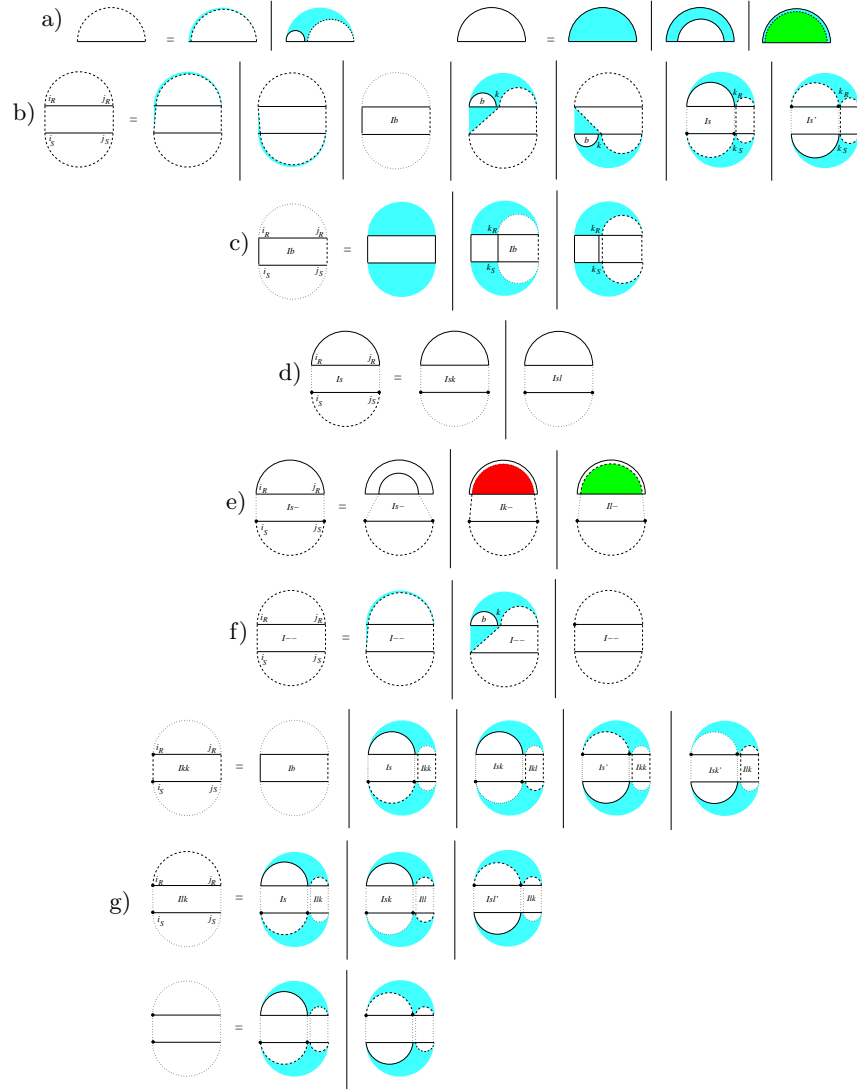 a) = =
b) i_R j_R i_S j_S = Ib b k b k Is k_R k_S Is' k_R k_S
c) i_R j_R Ib i_S j_S = k_R Ib k_S k_R k_S
d) i_R j_R Is i_S j_S = Isk Isl
e) i_R j_R Is− i_S j_S = Is− Ik− Il−
f) i_R j_R I−− i_S j_S = I−− b k I−− I−−
i_R j_R Ikk i_S jS = Ib Is Ikk Isk Ikl Is' Ikk Isk' Ilk
g) i_R j_R Ilk i_S j_S = Is Ilk Isk Ill Isl' Ilk
=